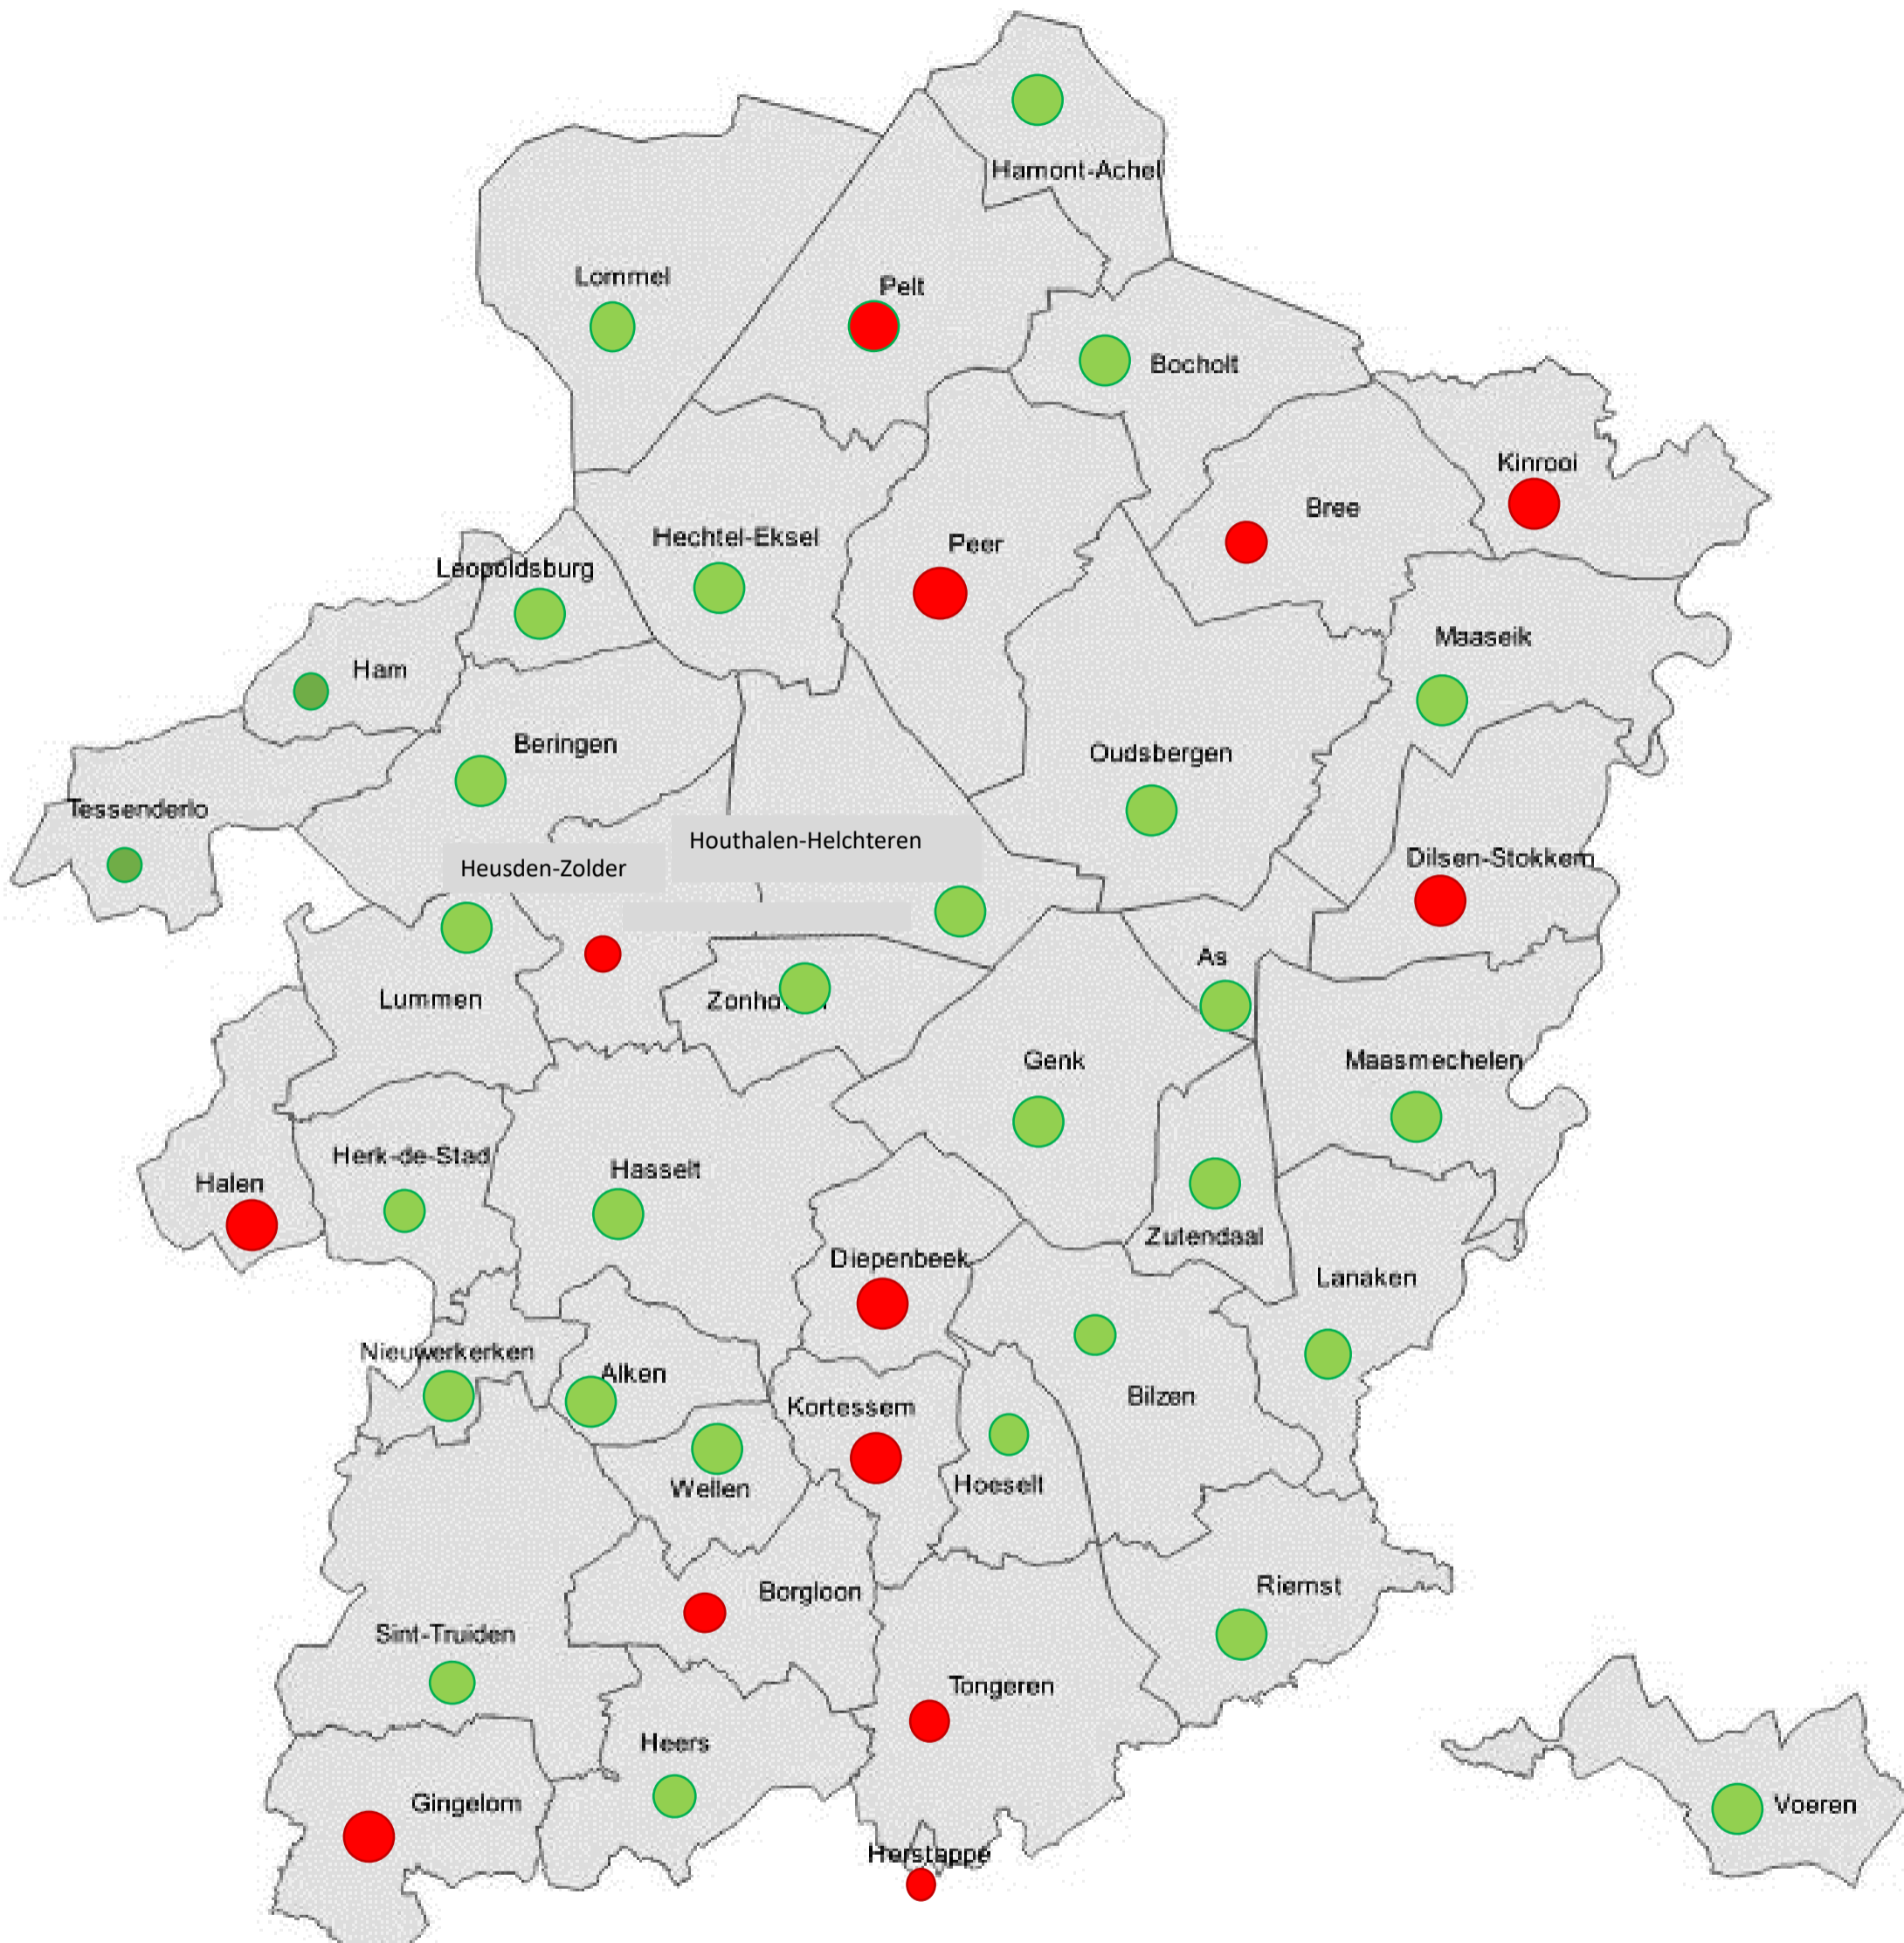 Hamont-Achel
Lommel
Pelt
Bocholt
Kinrooi
Bree
Hechtel-Eksel
Peer
Leopoldsburg
Maaseik
Ham
Beringen
Oudsbergen
Tessenderlo
Houthalen-Helchteren
Dilsen-Stokkem
Heusden-Zolder
As
Lummen
Genk
Maasmechelen
Herk-de-Stad
Hasselt
Halen
Zutendaal
Diepenbeek
Lanaken
Nieuwerkerken
Alken
Bilzen
Kortessem
Hoeselt
Wellen
Riemst
Borgloon
Sint-Truiden
Tongeren
Heers
Gingelom
Voeren
Herstappe